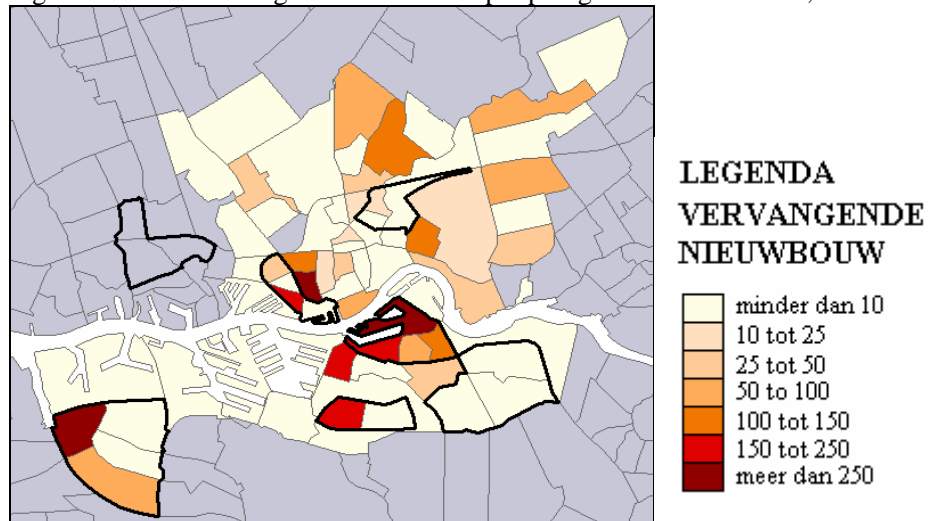 LEGENDA
VERVANGENDE
NIEUWBOUW
minder dan 10
10 tot 25
25 tot 50
50 to 100
100 tot 150
150 tot 250
meer dan 250